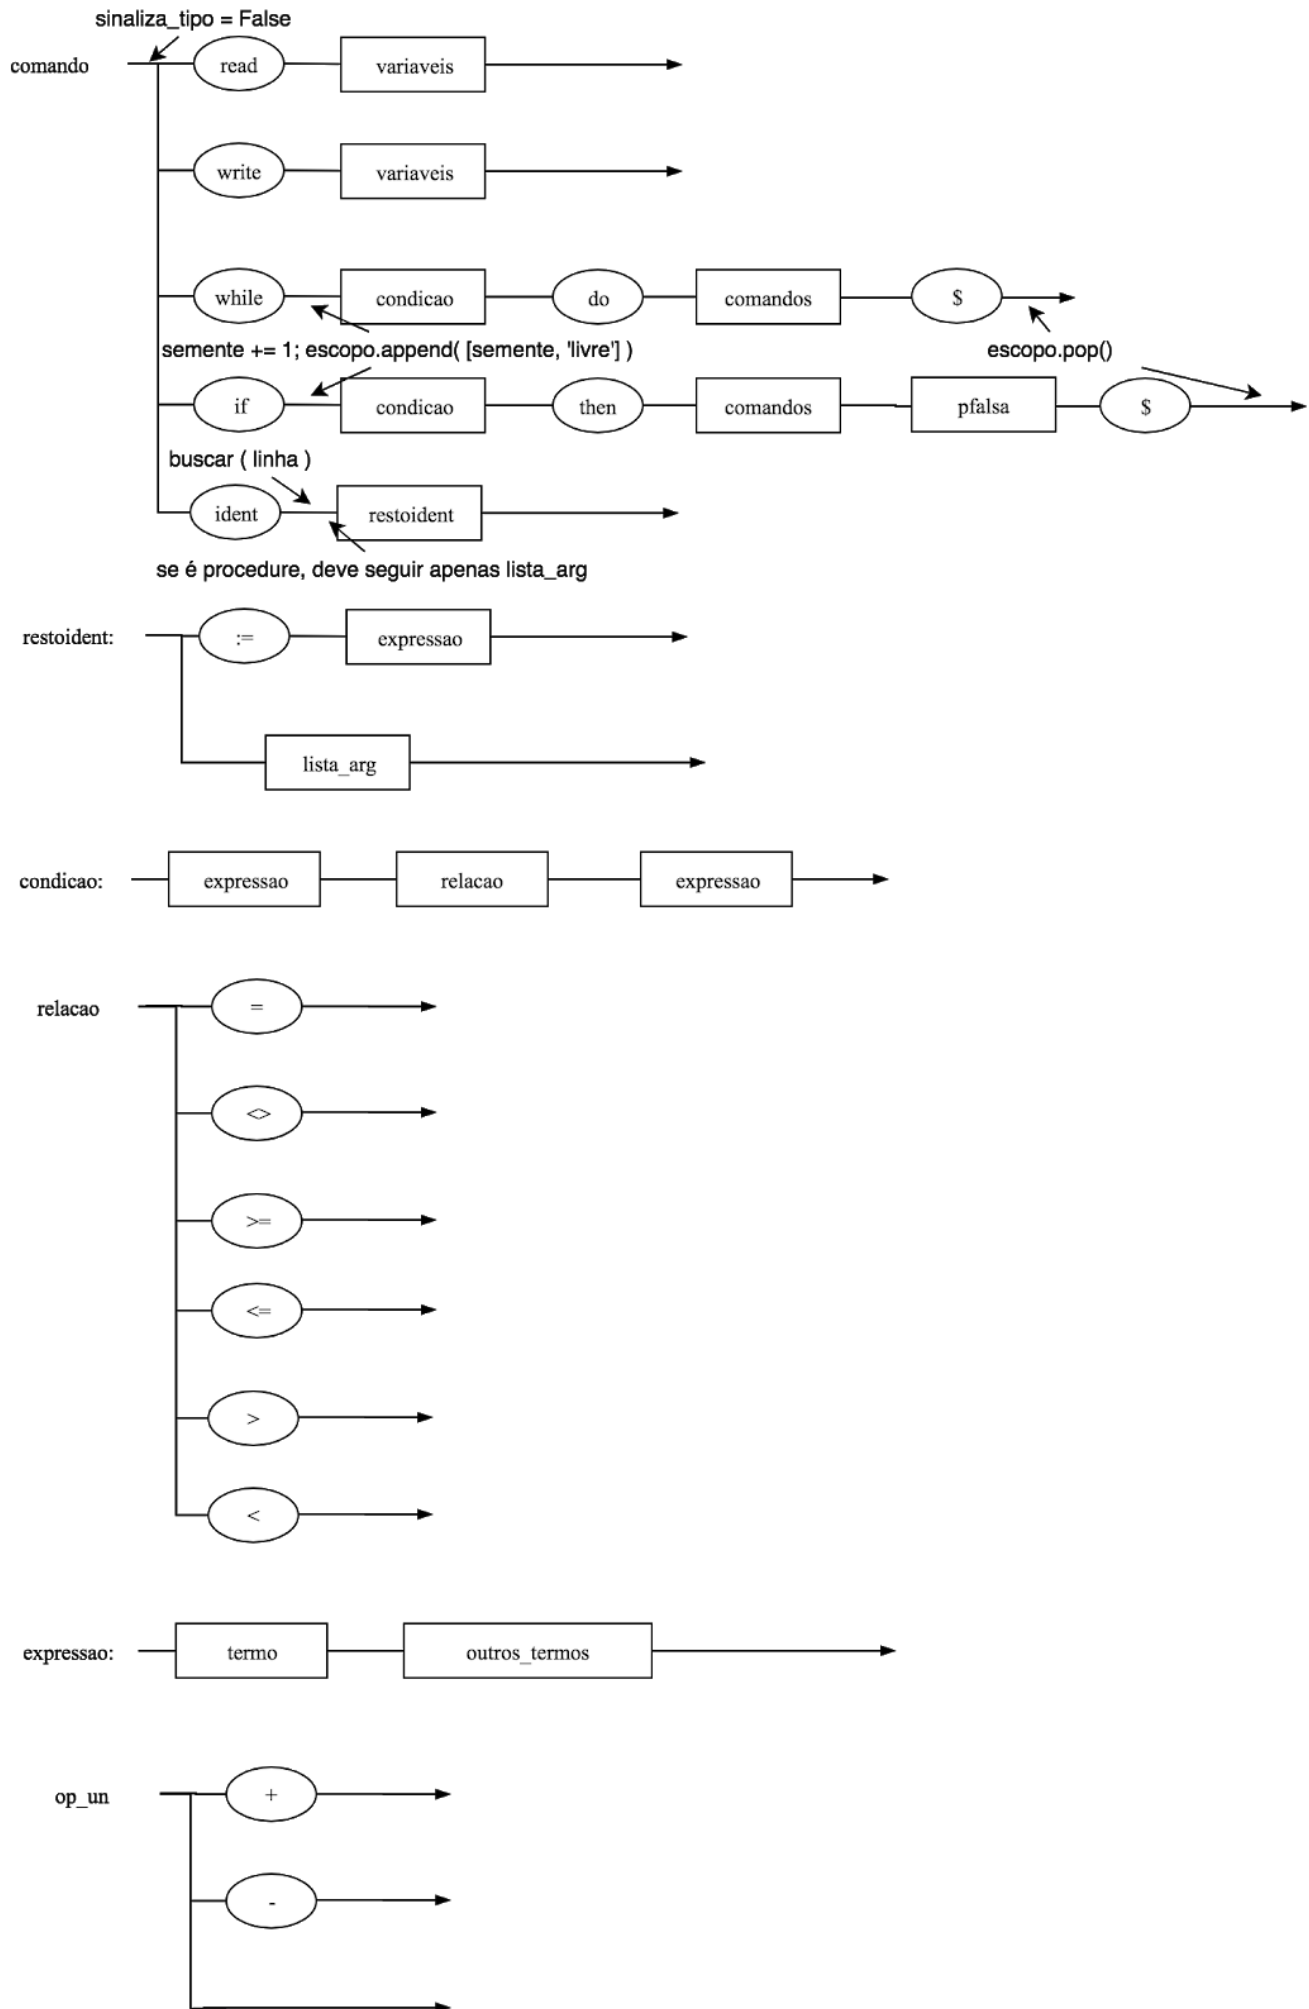 sinaliza_tipo = False
comando read variaveis
write variaveis
while condicao do comandos $
semente += 1; escopo.append( [semente, 'livre'] ) escopo.pop()
if condicao then comandos pfalsa $
buscar ( linha )
ident restoident
se é procedure, deve seguir apenas lista_arg
restoident: := expressao
lista_arg
condicao: expressao relacao expressao
relacao =
<>
>=
<=
>
<
expressao: termo outros_termos
op_un +
-